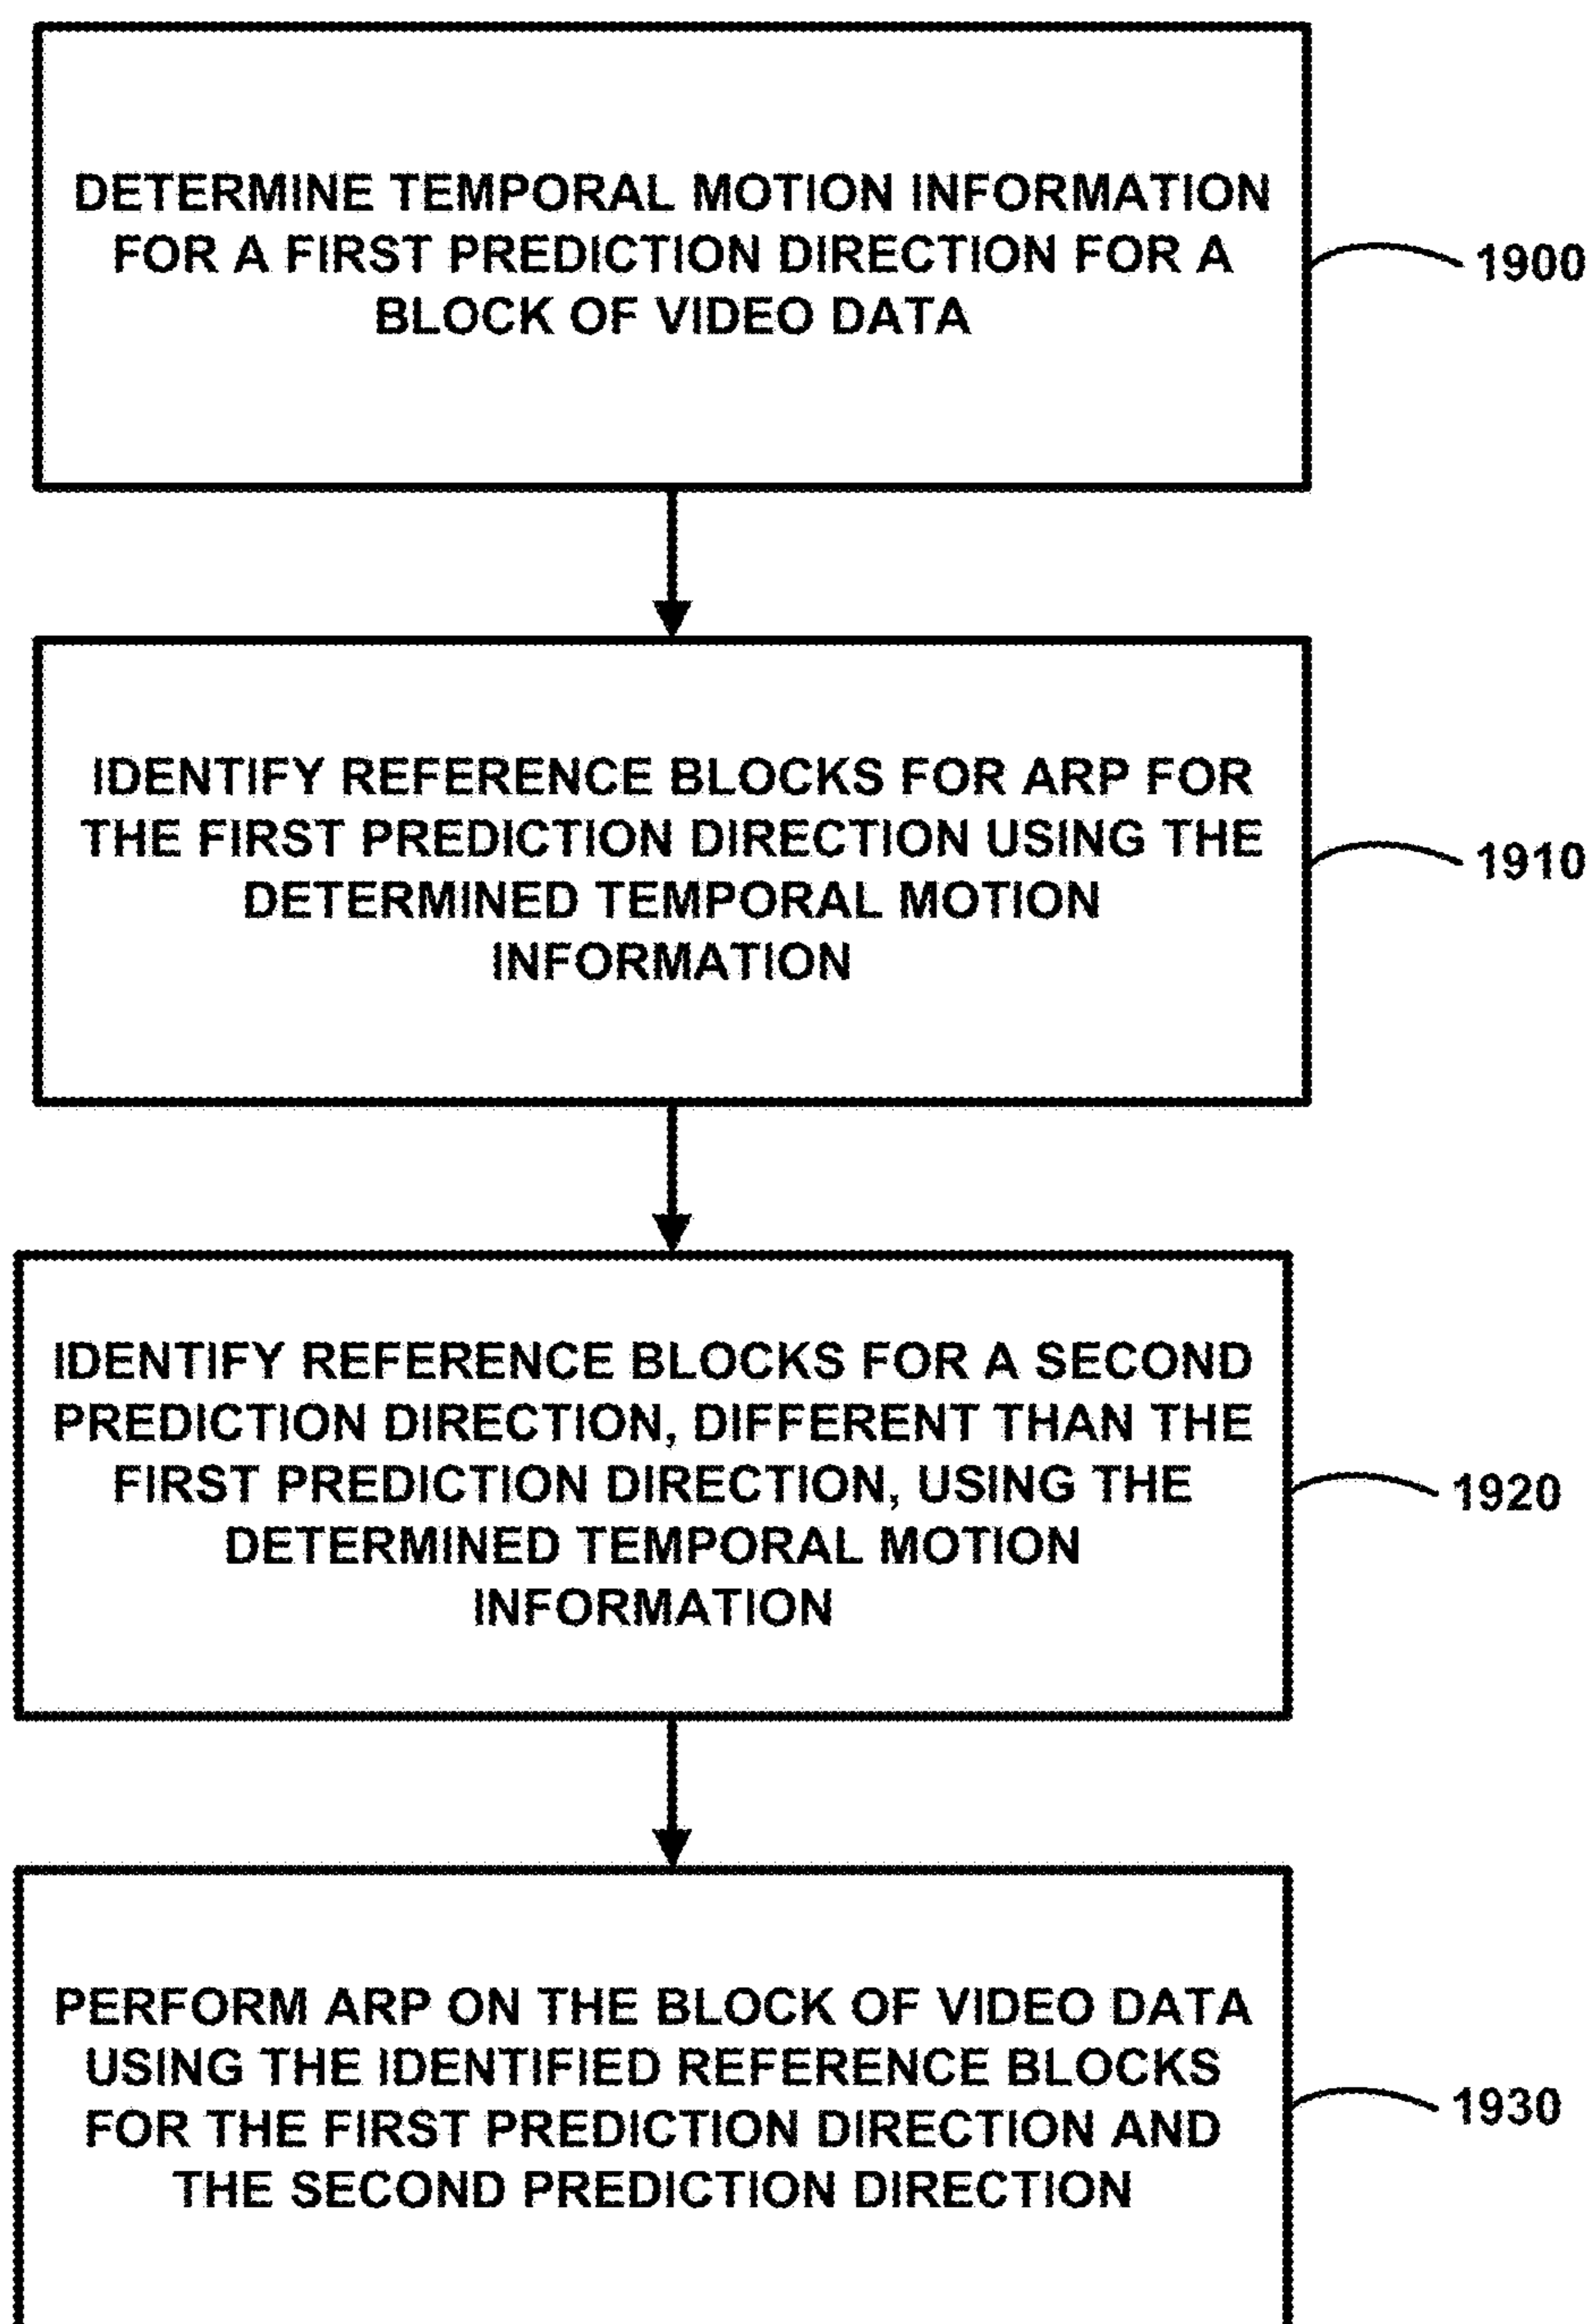 DETERMINE TEMPORAL MOTION INFORMATION
FOR A FIRST PREDICTION DIRECTION FOR A
BLOCK OF VIDEO DATA
1900
IDENTIFY REFERENCE BLOCKS FOR ARP FOR
THE FIRST PREDICTION DIRECTION USING THE
DETERMINED TEMPORAL MOTION
INFORMATION
1910
IDENTIFY REFERENCE BLOCKS FOR A SECOND
PREDICTION DIRECTION, DIFFERENT THAN THE
FIRST PREDICTION DIRECTION, USING THE
DETERMINED TEMPORAL MOTION
INFORMATION
1920
PERFORM ARP ON THE BLOCK OF VIDEO DATA
USING THE IDENTIFIED REFERENCE BLOCKS
FOR THE FIRST PREDICTION DIRECTION AND
THE SECOND PREDICTION DIRECTION
1930